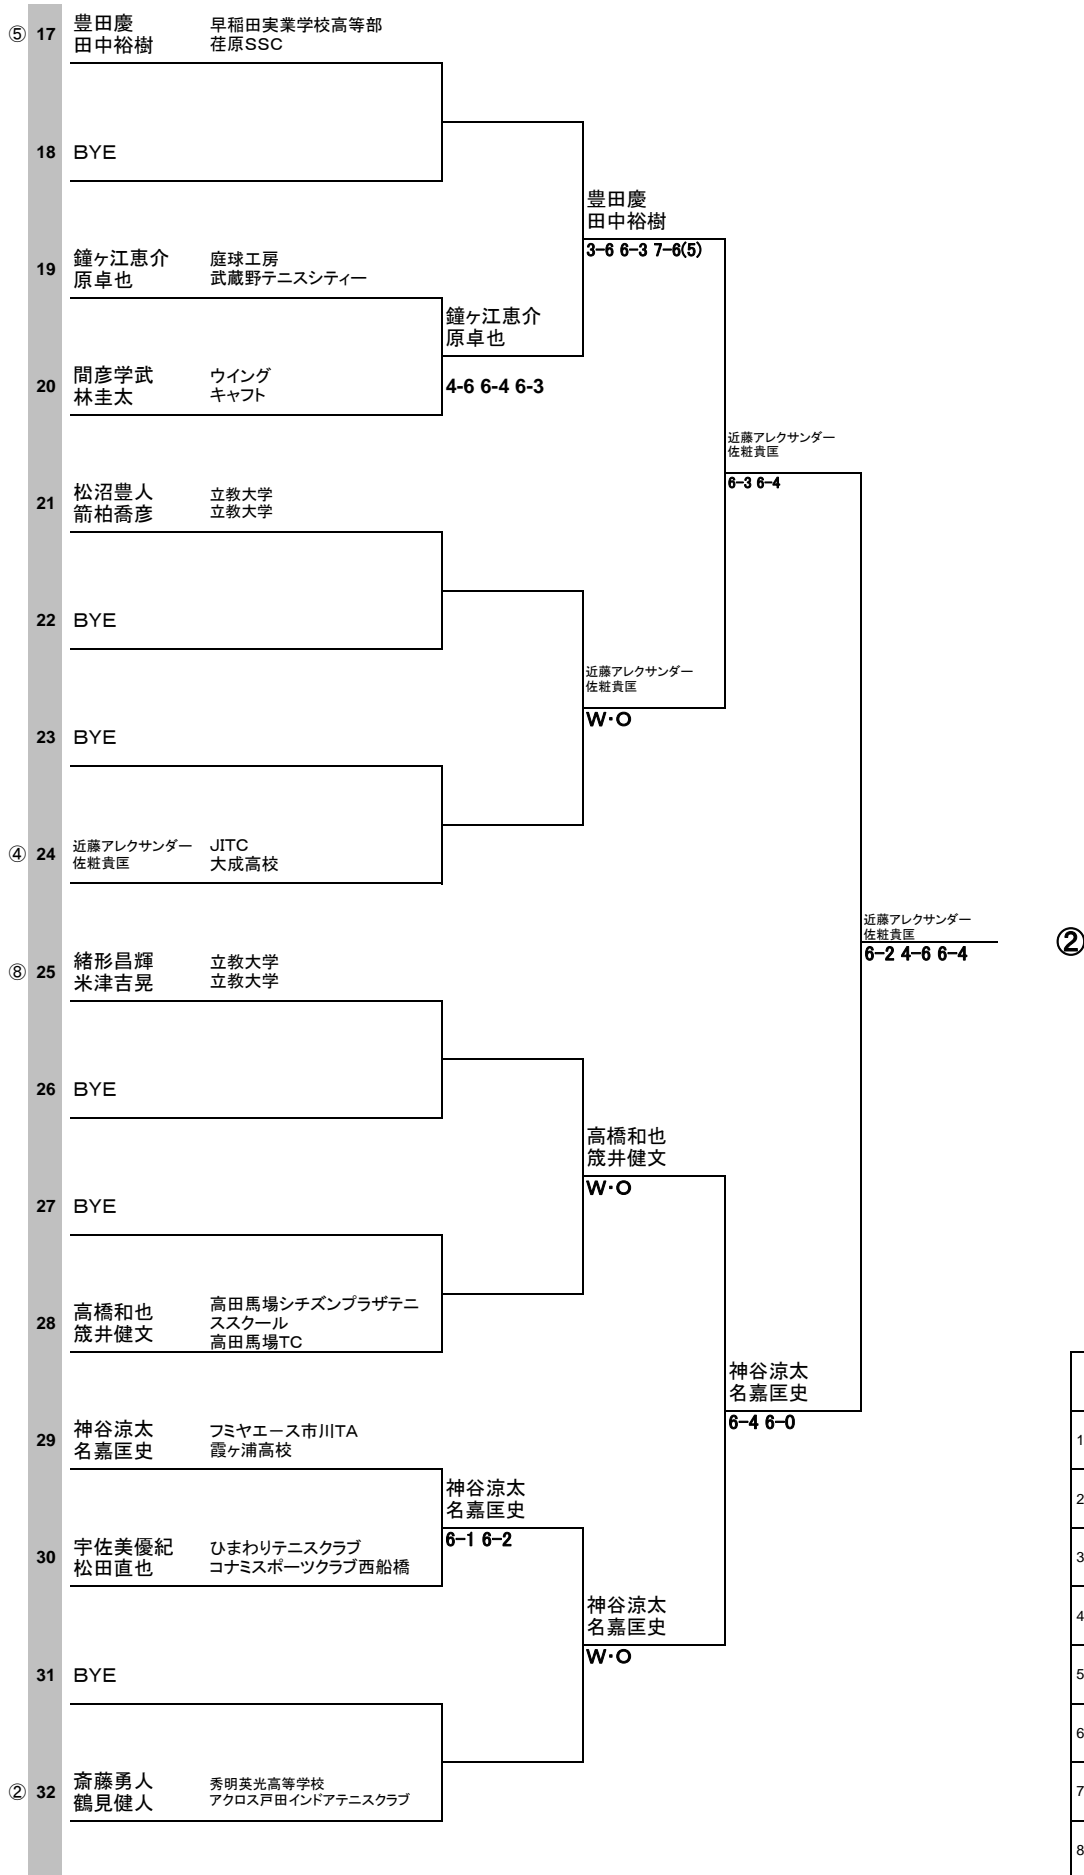 ⑤ 17 豊田慶 早稲田実業学校高等部
田中裕樹 荏原SSC
18 BYE
豊田慶
田中裕樹
3-6 6-3 7-6(5)
19 鐘ヶ江恵介 庭球工房
原卓也 武蔵野テニスシティー
鐘ヶ江恵介
原卓也
20 間彦学武 ウイング
林圭太 キャフト
4-6 6-4 6-3
近藤アレクサンダー
佐粧貴匡
6-3 6-4
21 松沼豊人 立教大学
箭柏喬彦 立教大学
22 BYE
近藤アレクサンダー
佐粧貴匡
W・O
23 BYE
④ 24 近藤アレクサンダー JITC
佐粧貴匡 大成高校
近藤アレクサンダー
佐粧貴匡
6-2 4-6 6-4
②
⑧ 25 緒形昌輝 立教大学
米津吉晃 立教大学
26 BYE
高橋和也
筬井健文
W・O
27 BYE
28 高橋和也 高田馬場シチズンプラザテニ
ススクール
筬井健文 高田馬場TC
神谷涼太
名嘉匡史
6-4 6-0
29 神谷涼太 フミヤエース市川TA
名嘉匡史 霞ヶ浦高校
神谷涼太
名嘉匡史
6-1 6-2
30 宇佐美優紀 ひまわりテニスクラブ
松田直也 コナミスポーツクラブ西船橋
神谷涼太
名嘉匡史
W・O
31 BYE
② 32 斎藤勇人 秀明英光高等学校
鶴見健人 アクロス戸田インドアテニスクラブ
1
2
3
4
5
6
7
8